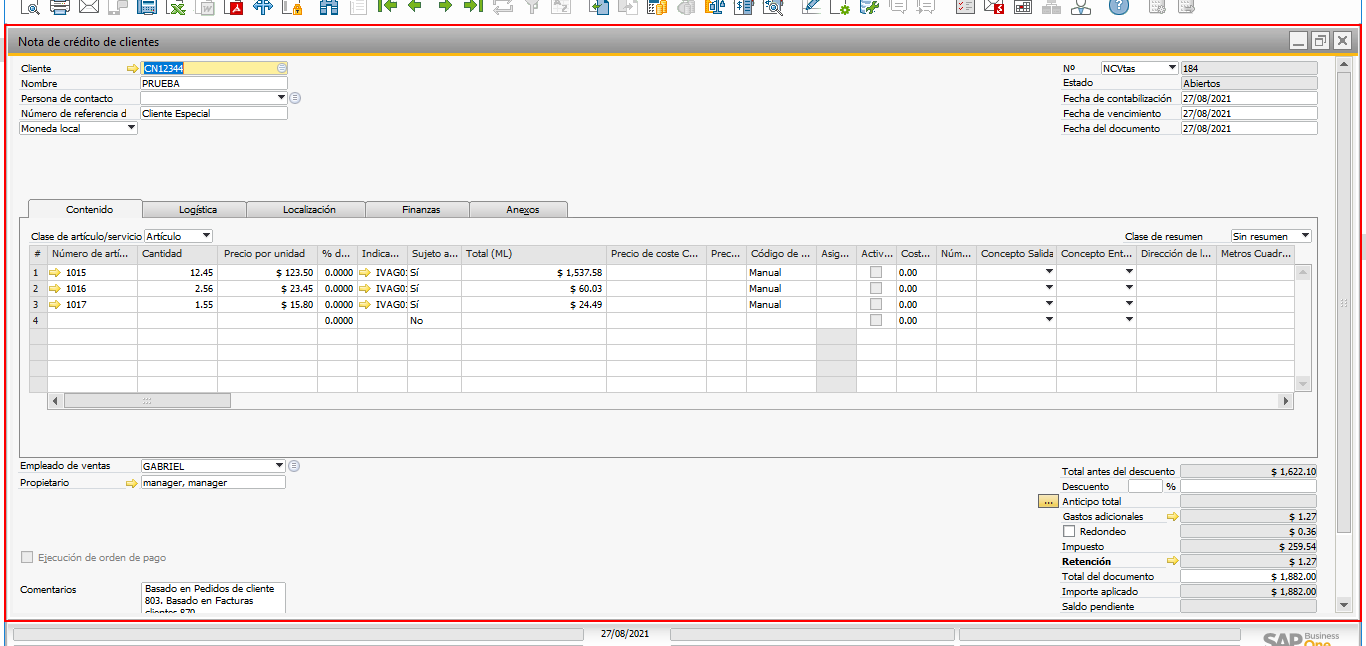 Nota de crédito de clientes
Cliente CN12344
Nombre PRUEBA
Persona de contacto
Número de referencia d Cliente Especial
Moneda local
Nº NCVtas 184
Estado Abiertos
Fecha de contabilización 27/08/2021
Fecha de vencimiento 27/08/2021
Fecha del documento 27/08/2021
Contenido Logística Localización Finanzas Anexos
Clase de artículo/servicio Artículo Clase de resumen Sin resumen
# Número de artí... Cantidad Precio por unidad % d... Indica... Sujeto a... Total (ML) Precio de coste C... Prec... Código de ... Asig... Activ... Cost... Núm... Concepto Salida Concepto Ent... Dirección de l... Metros Cuadr...
1 1015 12.45 $ 123.50 0.0000 IVAG0: Sí $ 1,537.58 Manual 0.00
2 1016 2.56 $ 23.45 0.0000 IVAG0: Sí $ 60.03 Manual 0.00
3 1017 1.55 $ 15.80 0.0000 IVAG0: Sí $ 24.49 Manual 0.00
4 0.0000 No 0.00
Empleado de ventas GABRIEL
Propietario manager, manager
Ejecución de orden de pago
Comentarios Basado en Pedidos de cliente
803. Basado en Facturas
clientes 870
Total antes del descuento $ 1,622.10
Descuento %
... Anticipo total
Gastos adicionales $ 1.27
Redondeo $ 0.36
Impuesto $ 259.54
Retención $ 1.27
Total del documento $ 1,882.00
Importe aplicado $ 1,882.00
Saldo pendiente
27/08/2021
SAP Business
One